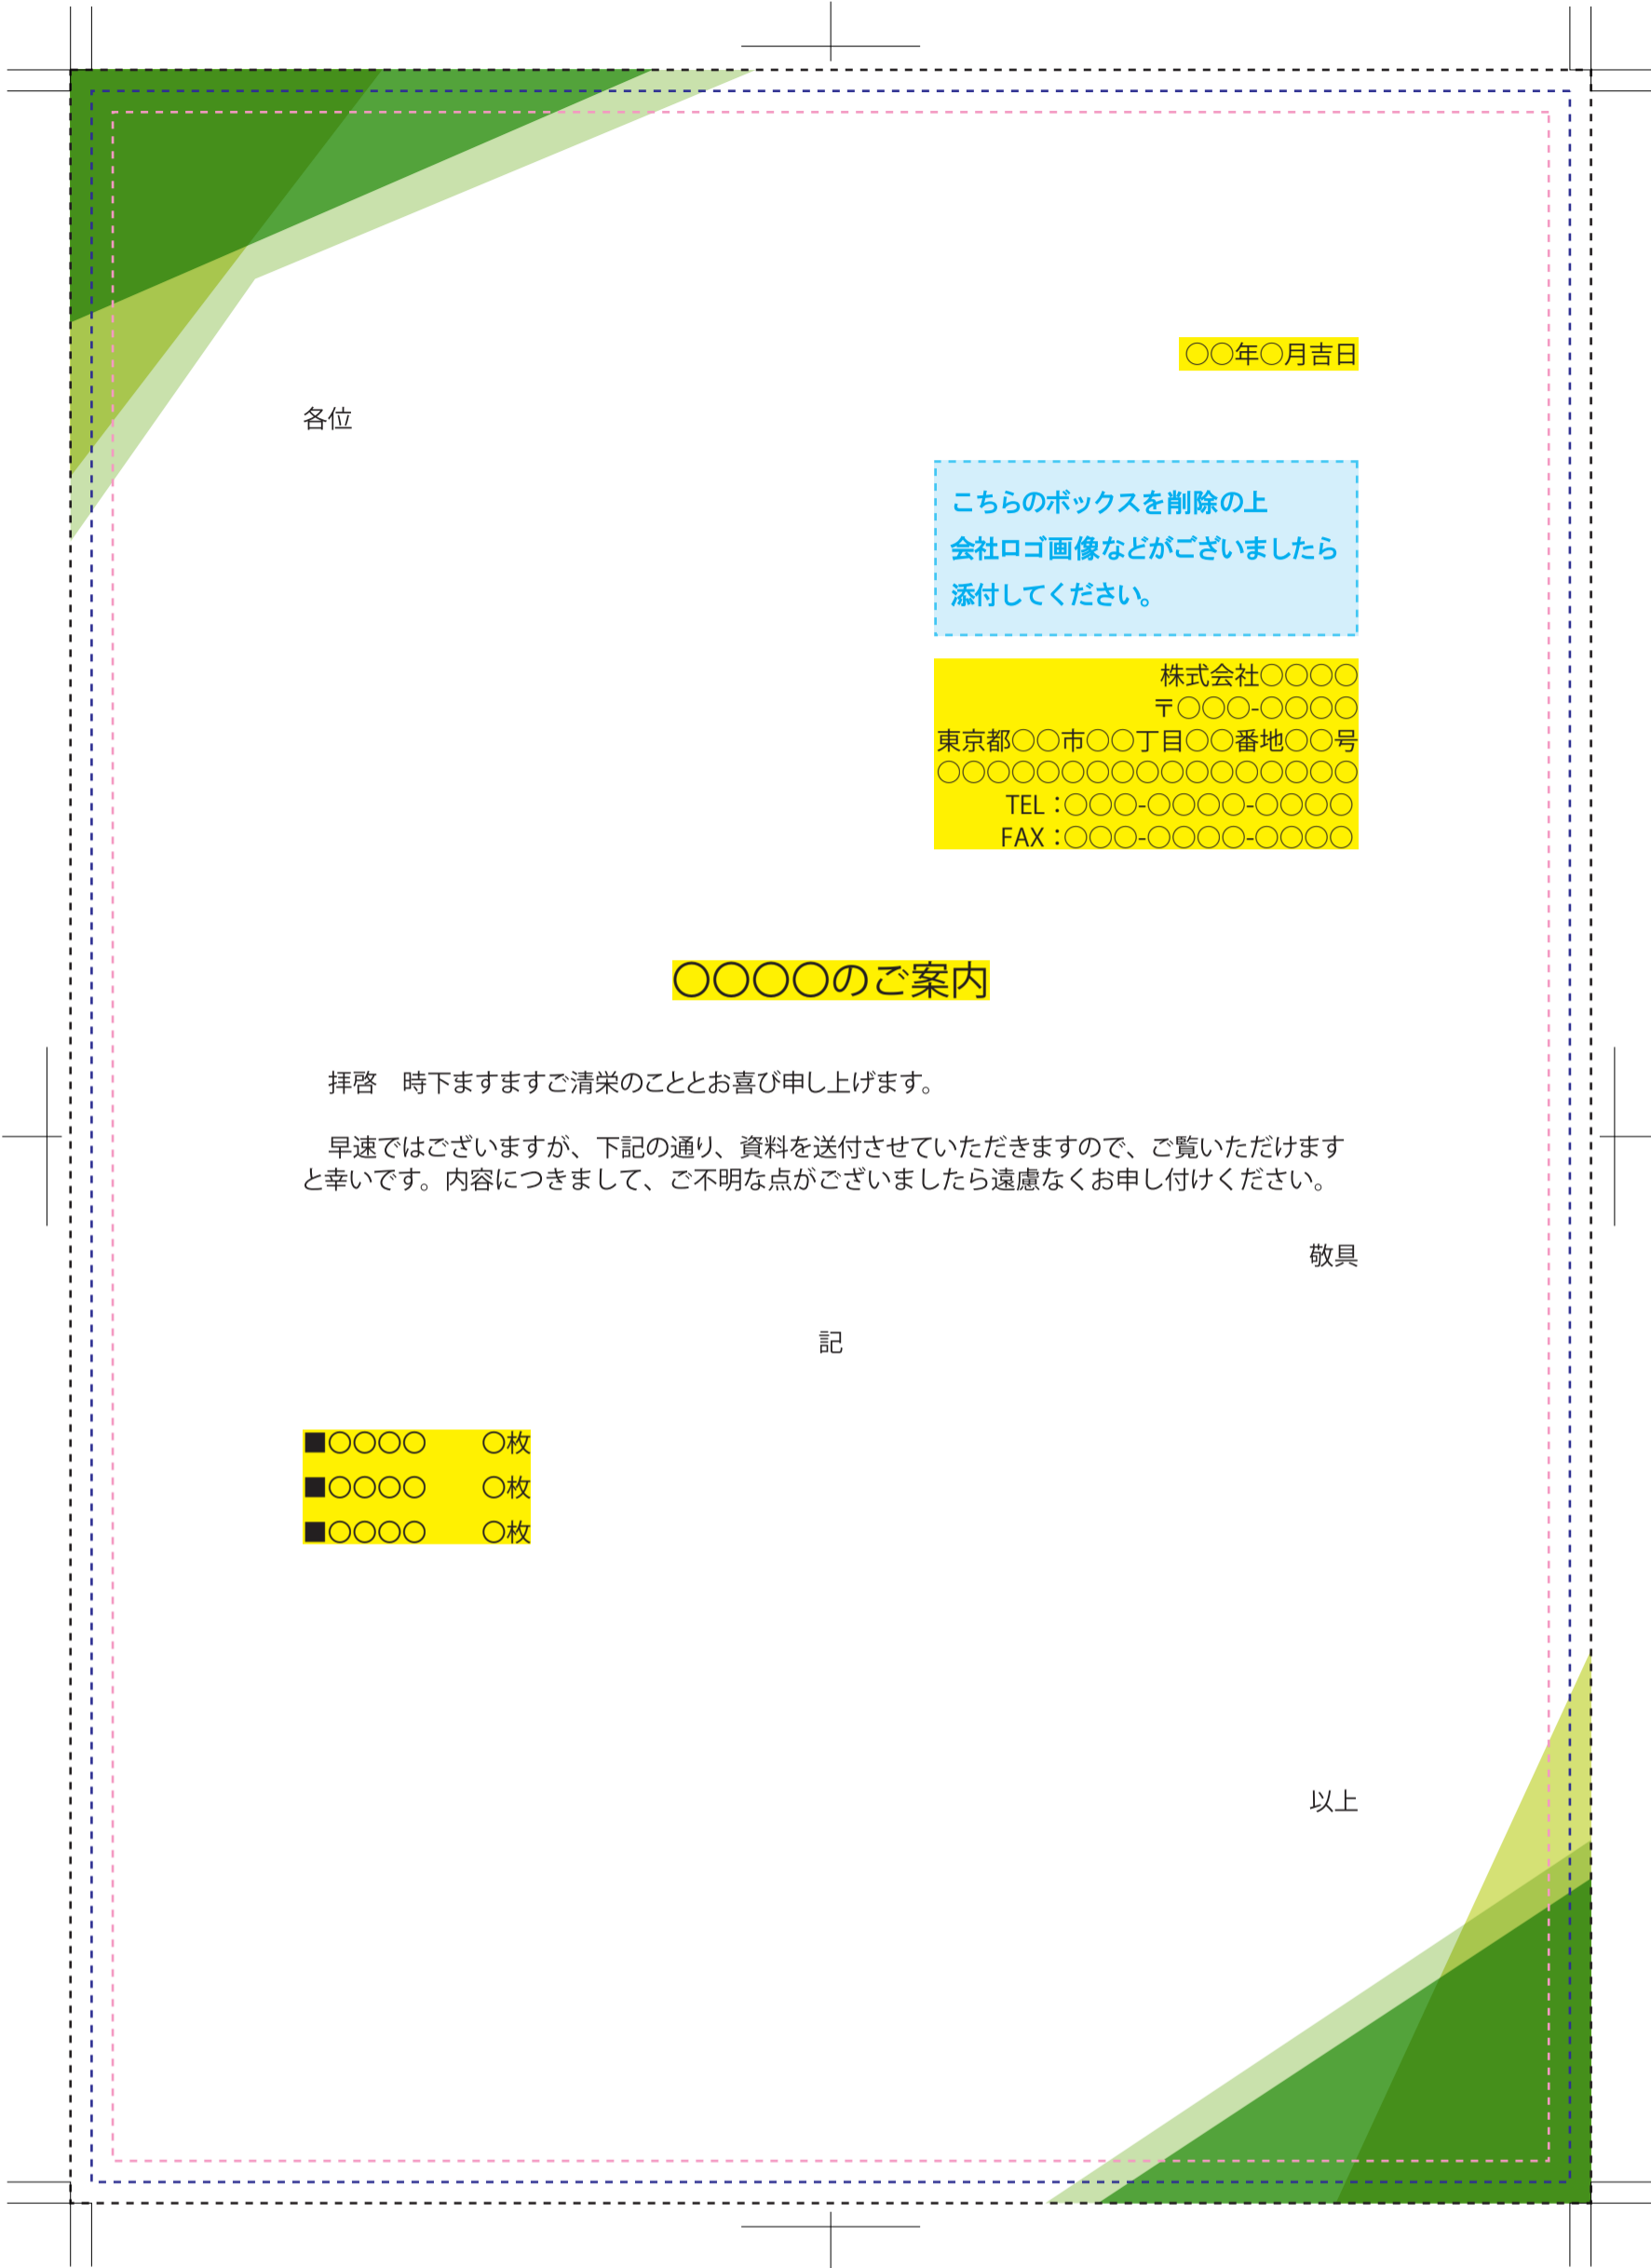 〇〇年〇月吉日
各位
こちらのボックスを削除の上
会社ロゴ画像などがございましたら
添付してください。
株式会社〇〇〇〇
〒〇〇〇-〇〇〇〇
東京都〇〇市〇〇丁目〇〇番地〇〇号
〇〇〇〇〇〇〇〇〇〇〇〇〇〇〇〇〇
TEL：〇〇〇-〇〇〇〇-〇〇〇〇
FAX：〇〇〇-〇〇〇〇-〇〇〇〇
〇〇〇〇のご案内
拝啓　時下ますますご清栄のこととお喜び申し上げます。
早速ではございますが、下記の通り、資料を送付させていただきますので、ご覧いただけます
と幸いです。内容につきまして、ご不明な点がございましたら遠慮なくお申し付けください。
敬具
記
■〇〇〇〇　　〇枚
■〇〇〇〇　　〇枚
■〇〇〇〇　　〇枚
以上